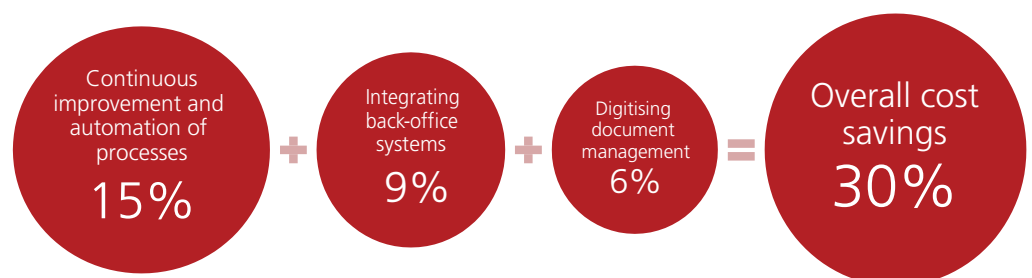 Continuous
improvement and
automation of
processes
15%
+
Integrating
back-office
systems
9%
+
Digitising
document
management
6%
=
Overall cost
savings
30%